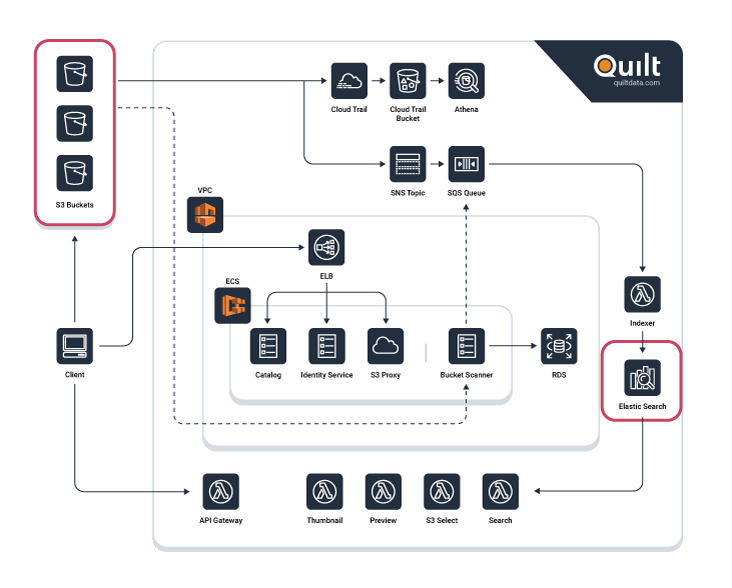 Quilt
quiltdata.com
Cloud Trail
Cloud Trail
Bucket
Athena
S3 Buckets
SNS Topic
SQS Queue
VPC
ELB
ECS
Indexer
Client
Catalog
Identity Service
S3 Proxy
Bucket Scanner
RDS
Elastic Search
API Gateway
Thumbnail
Preview
S3 Select
Search